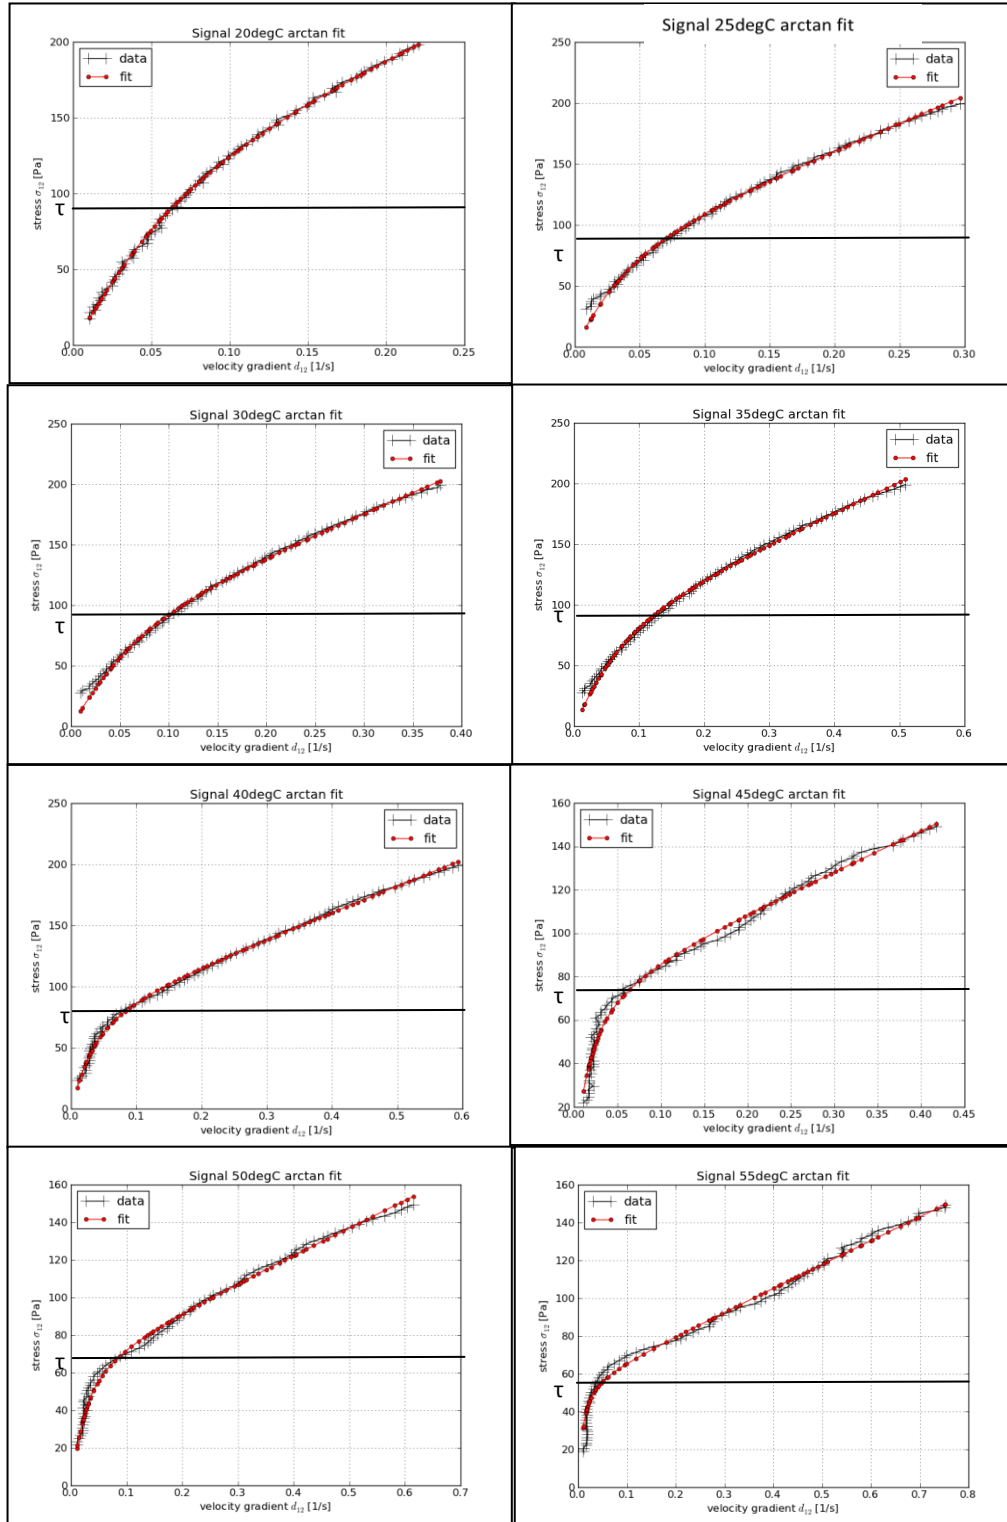 Signal 20degC arctan fit
200
150
100
50
0
data
fit
stress σ12 [Pa]
τ
0.00 0.05 0.10 0.15 0.20 0.25
velocity gradient d12 [1/s]
Signal 25degC arctan fit
250
200
150
100
50
0
data
fit
stress σ12 [Pa]
τ
0.00 0.05 0.10 0.15 0.20 0.25 0.30
velocity gradient d12 [1/s]
Signal 30degC arctan fit
250
200
150
100
50
0
data
fit
stress σ12 [Pa]
τ
0.00 0.05 0.10 0.15 0.20 0.25 0.30 0.35 0.40
velocity gradient d12 [1/s]
Signal 35degC arctan fit
250
200
150
100
50
0
data
fit
stress σ12 [Pa]
τ
0.0 0.1 0.2 0.3 0.4 0.5 0.6
velocity gradient d12 [1/s]
Signal 40degC arctan fit
250
200
150
100
50
0
data
fit
stress σ12 [Pa]
τ
0.0 0.1 0.2 0.3 0.4 0.5 0.6
velocity gradient d12 [1/s]
Signal 45degC arctan fit
160
140
120
100
80
60
40
20
data
fit
stress σ12 [Pa]
τ
0.00 0.05 0.10 0.15 0.20 0.25 0.30 0.35 0.40 0.45
velocity gradient d12 [1/s]
Signal 50degC arctan fit
160
140
120
100
80
60
40
20
0
data
fit
stress σ12 [Pa]
τ
0.0 0.1 0.2 0.3 0.4 0.5 0.6 0.7
velocity gradient d12 [1/s]
Signal 55degC arctan fit
160
140
120
100
80
60
40
20
0
data
fit
stress σ12 [Pa]
τ
0.0 0.1 0.2 0.3 0.4 0.5 0.6 0.7 0.8
velocity gradient d12 [1/s]